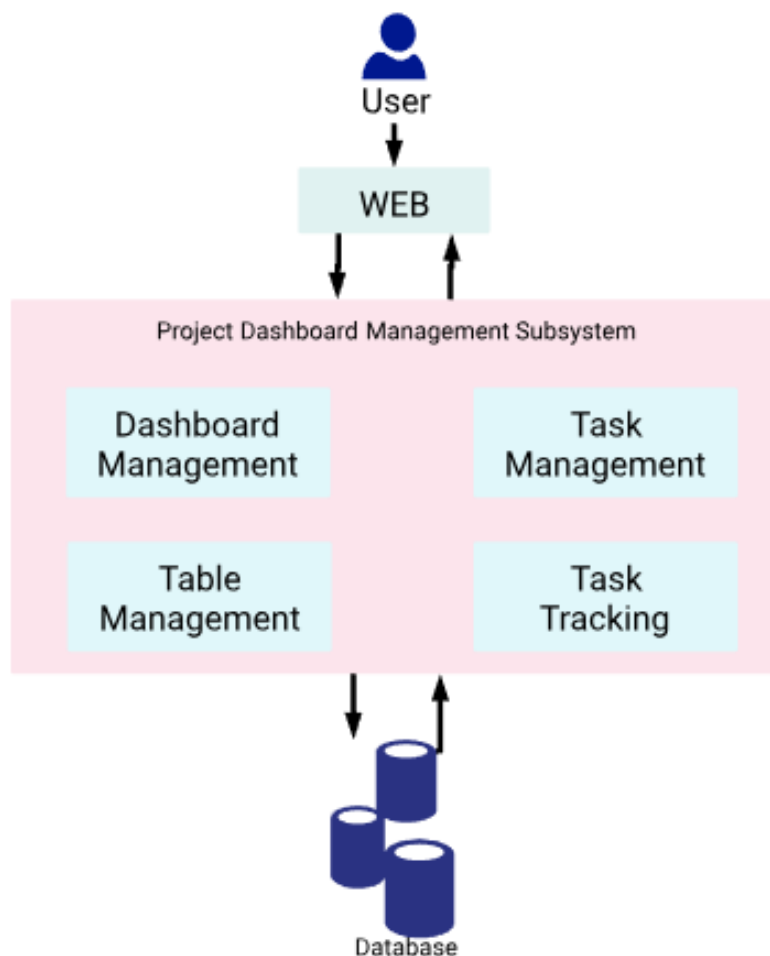 User
WEB
Project Dashboard Management Subsystem
Dashboard
Management
Task
Management
Table
Management
Task
Tracking
Database